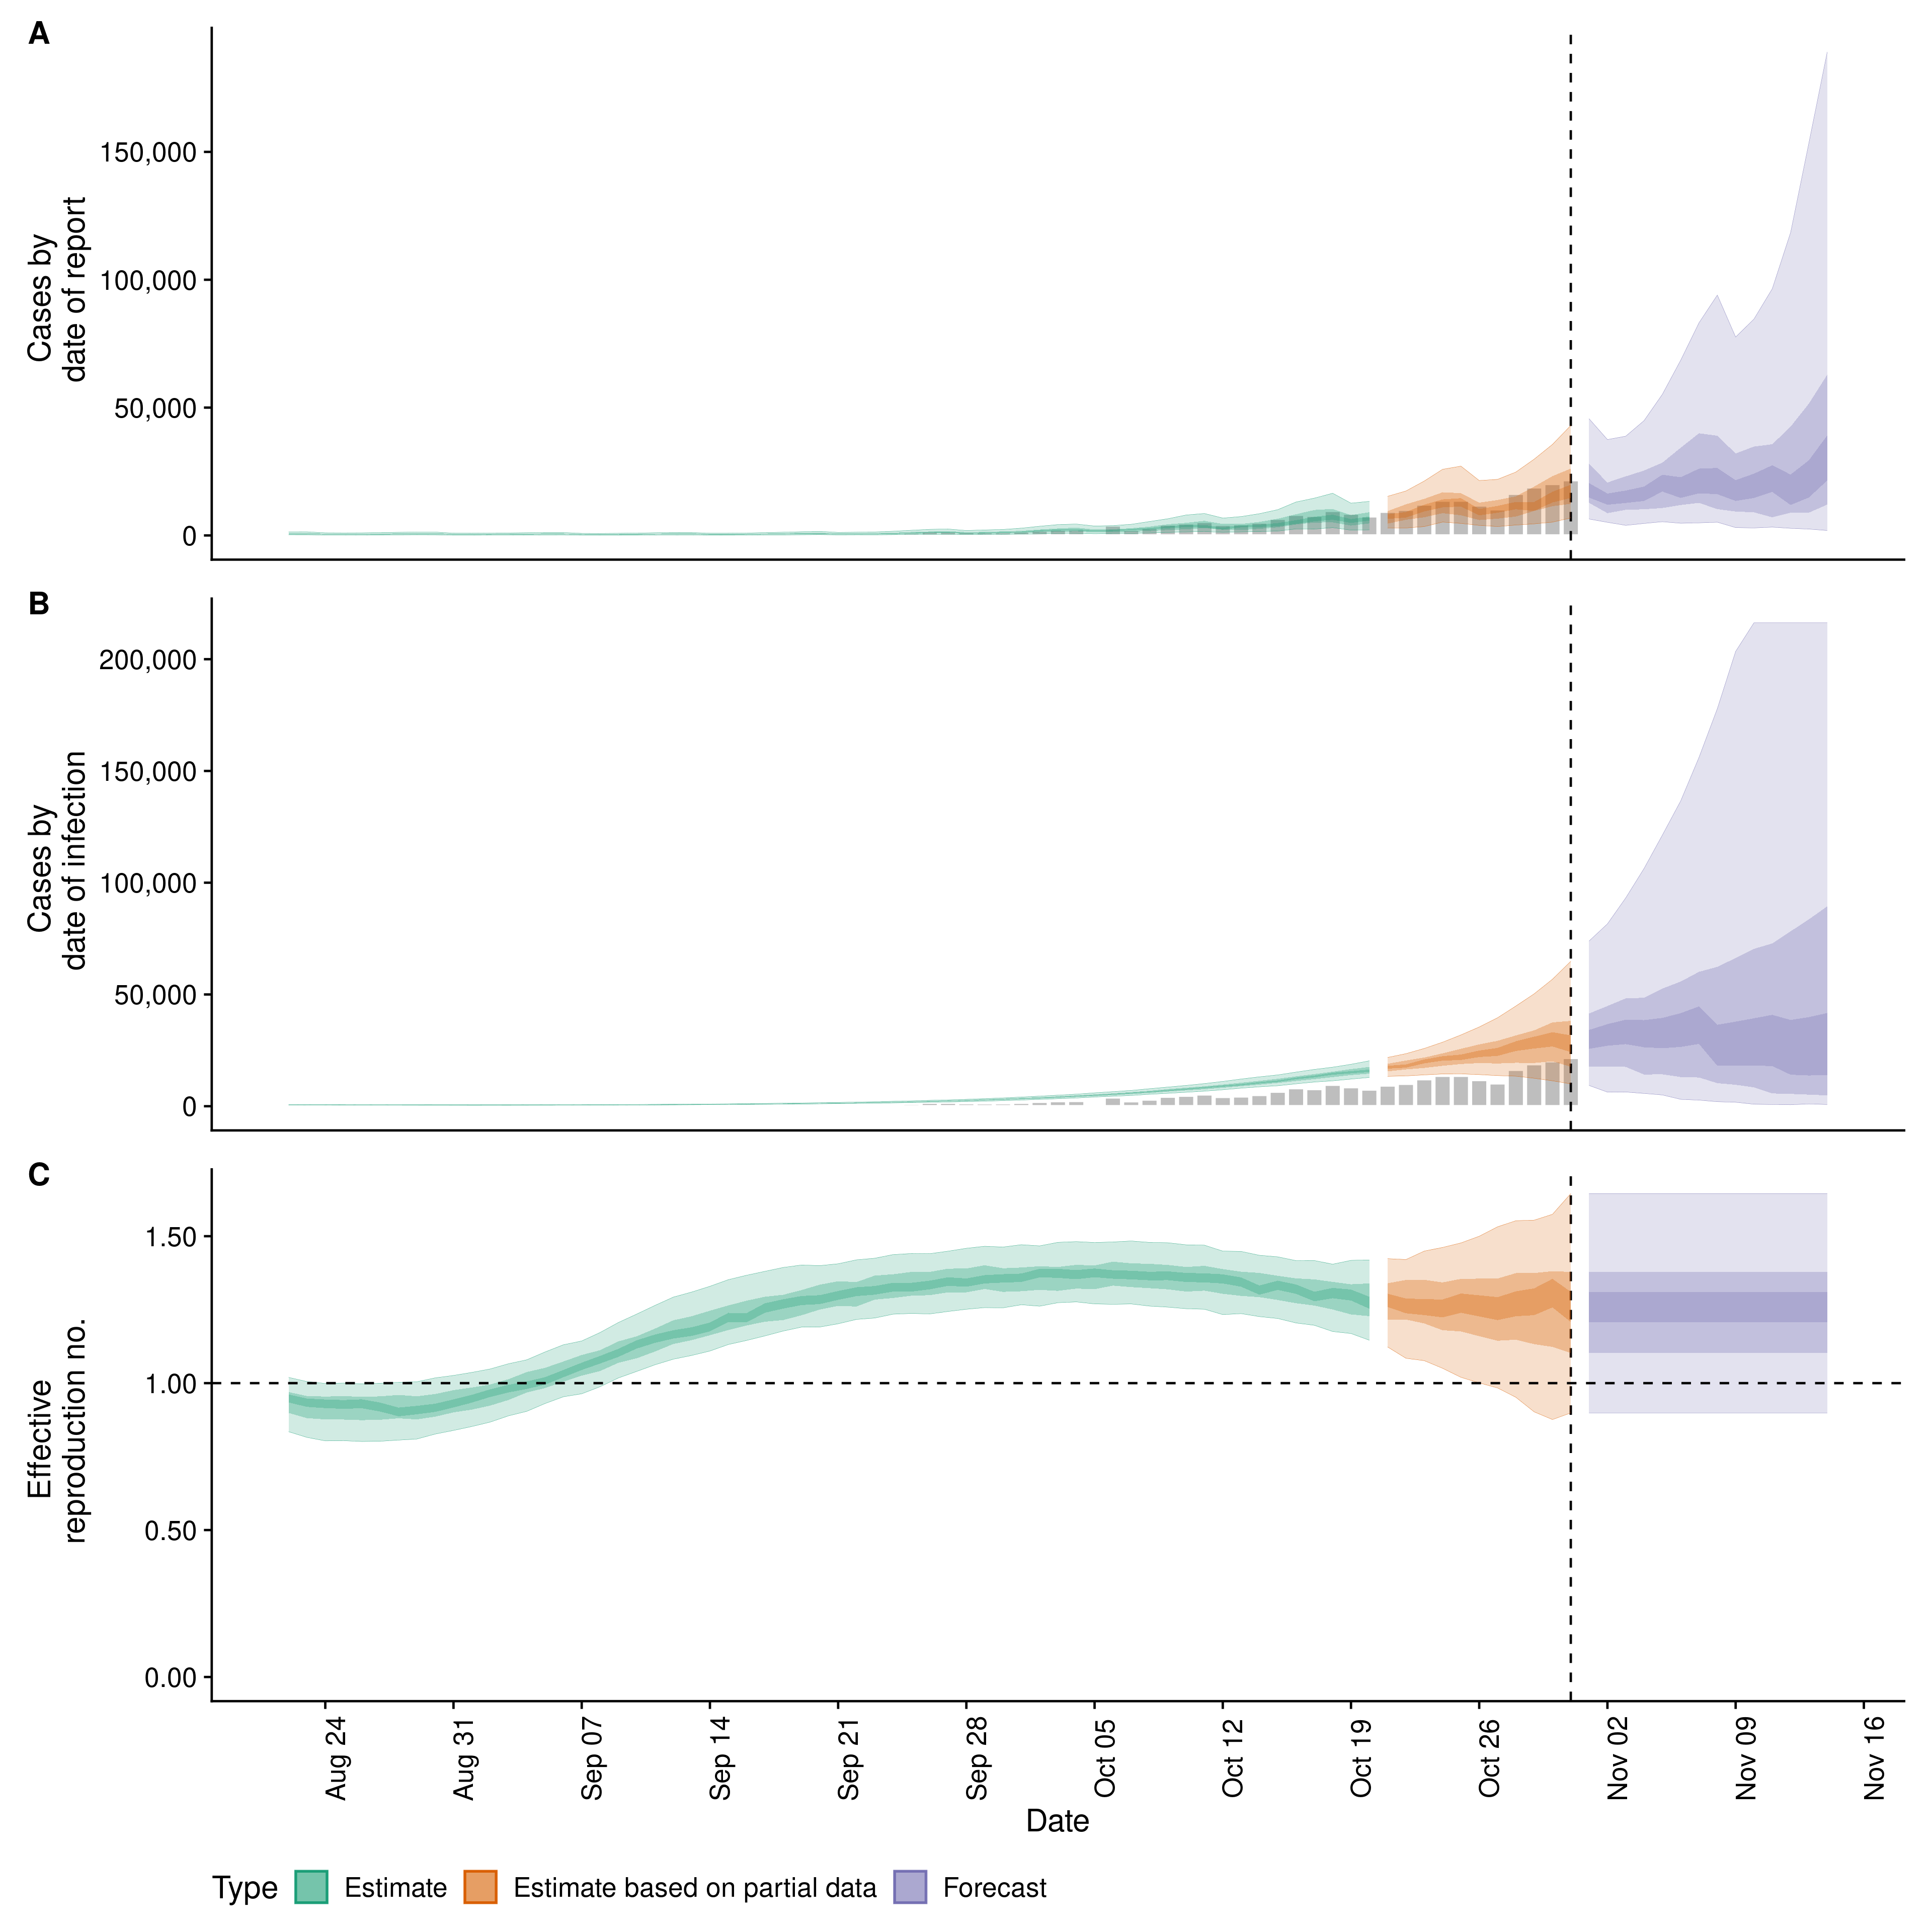 A
Cases by
date of report
150,000
100,000
50,000
0
B
Cases by
date of infection
200,000
150,000
100,000
50,000
0
C
Effective
reproduction no.
1.50
1.00
0.50
0.00
Aug 24
Aug 31
Sep 07
Sep 14
Sep 21
Sep 28
Oct 05
Oct 12
Oct 19
Oct 26
Nov 02
Nov 09
Nov 16
Date
Type Estimate Estimate based on partial data Forecast